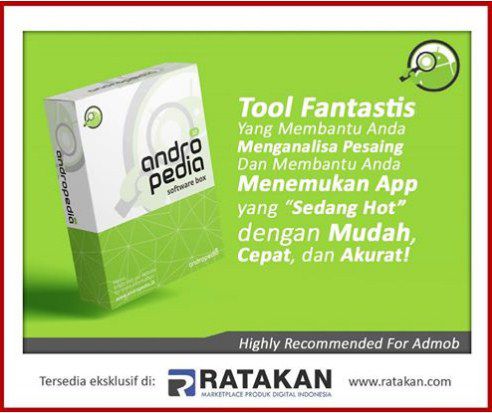 andro
pedia
software box
andropedia
andropedia
Tool Fantastis
Yang Membantu Anda
Menganalisa Pesaing
Dan Membantu Anda
Menemukan App
yang “Sedang Hot”
dengan Mudah,
Cepat, dan Akurat!
Highly Recommended For Admob
Tersedia eksklusif di:
RATAKAN
MARKETPLACE PRODUK DIGITAL INDONESIA
www.ratakan.com